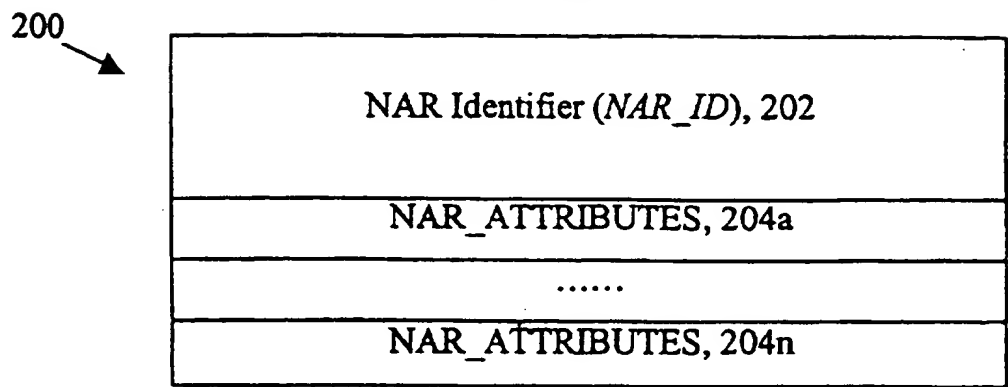 200
NAR Identifier (NAR_ID), 202
NAR_ATTRIBUTES, 204a
......
NAR_ATTRIBUTES, 204n